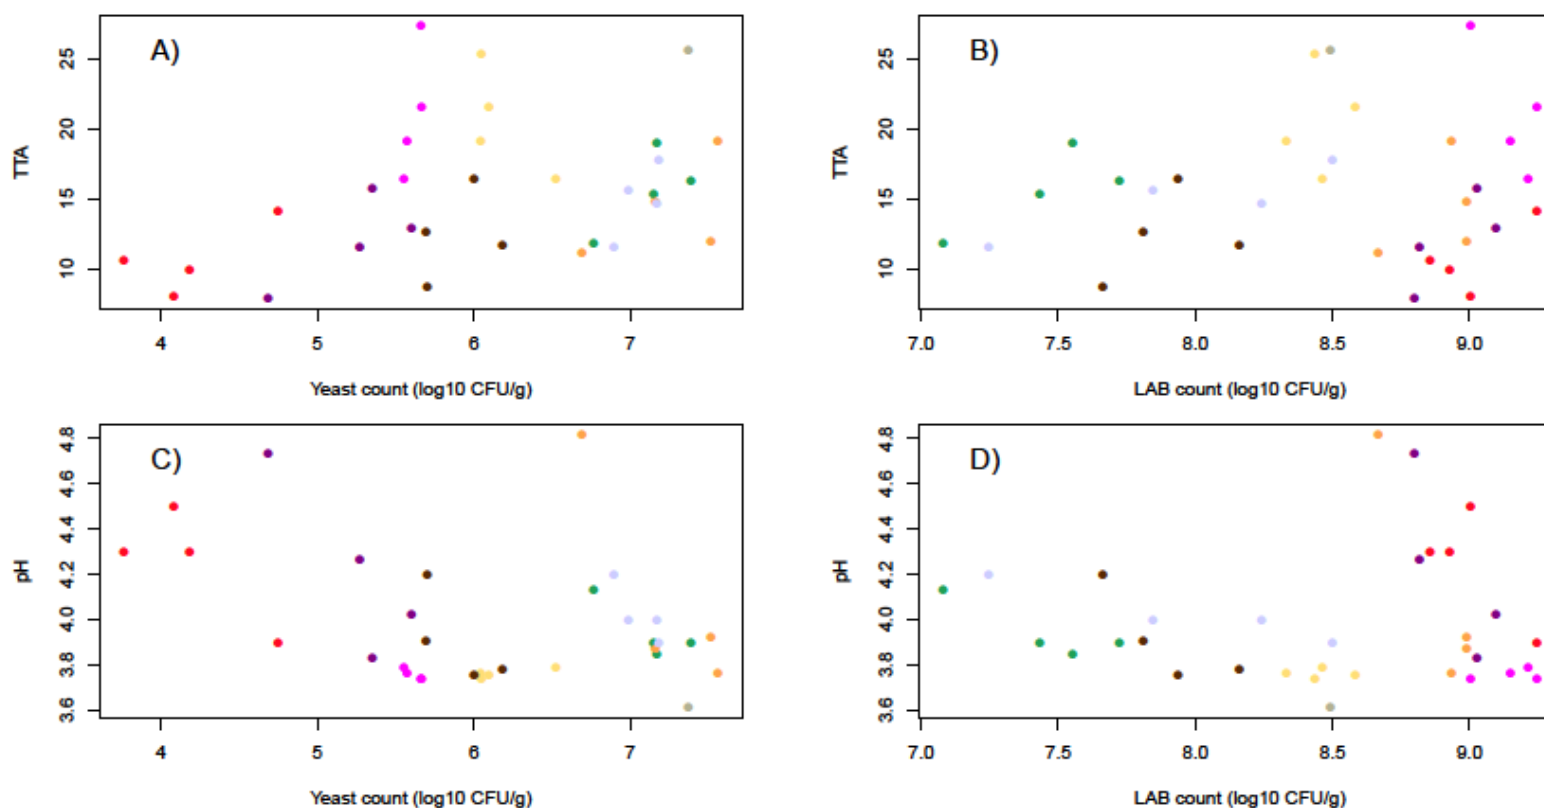 A)
TTA
25
20
15
10
4 5 6 7
Yeast count (log10 CFU/g)
B)
TTA
25
20
15
10
7.0 7.5 8.0 8.5 9.0
LAB count (log10 CFU/g)
C)
pH
4.8
4.6
4.4
4.2
4.0
3.8
3.6
4 5 6 7
Yeast count (log10 CFU/g)
D)
pH
4.8
4.6
4.4
4.2
4.0
3.8
3.6
7.0 7.5 8.0 8.5 9.0
LAB count (log10 CFU/g)